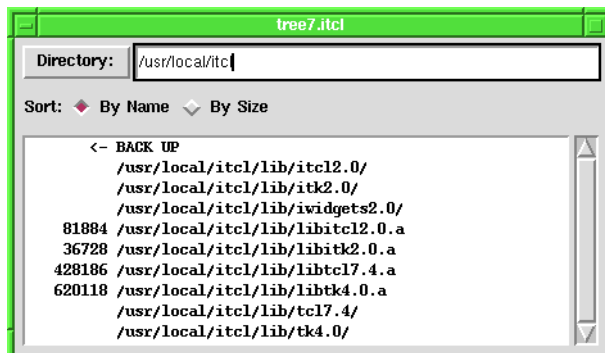 tree7.itcl
Directory: /usr/local/itcl
Sort: By Name By Size
<- BACK UP
/usr/local/itcl/lib/itcl2.0/
/usr/local/itcl/lib/itk2.0/
/usr/local/itcl/lib/iwidgets2.0/
81884 /usr/local/itcl/lib/libitcl2.0.a
36728 /usr/local/itcl/lib/libitk2.0.a
428186 /usr/local/itcl/lib/libtcl7.4.a
620118 /usr/local/itcl/lib/libtk4.0.a
/usr/local/itcl/lib/tcl7.4/
/usr/local/itcl/lib/tk4.0/